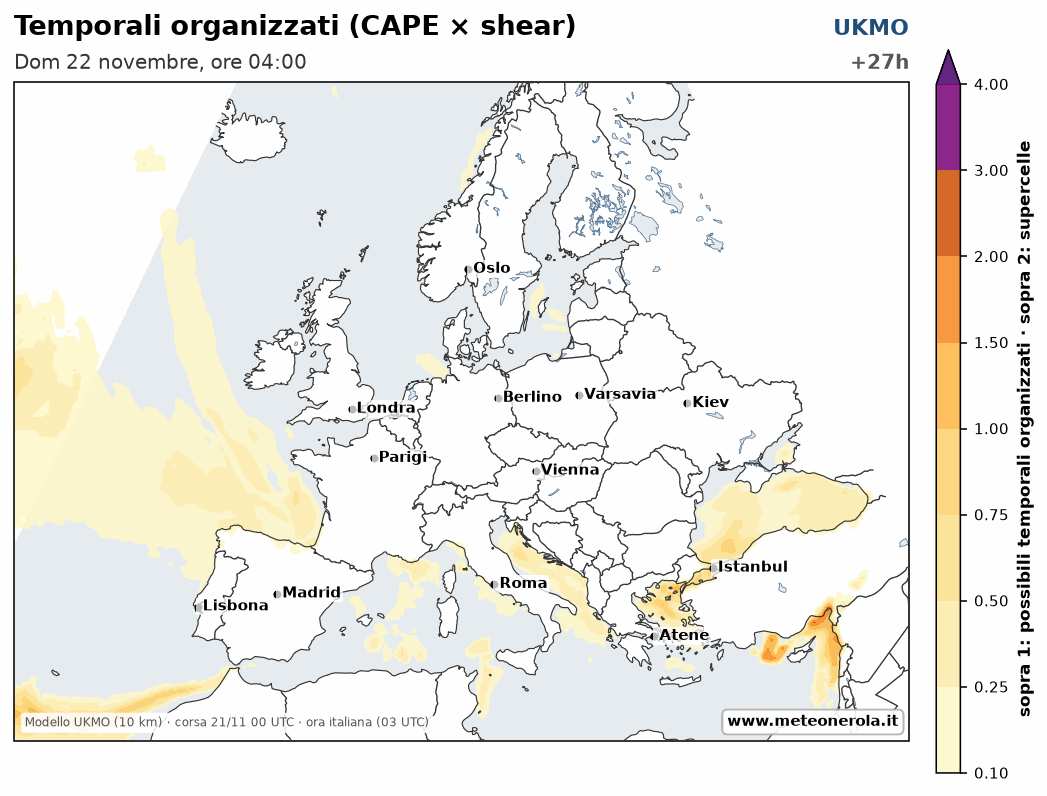 Temporali organizzati (CAPE × shear)
UKMO
Dom 22 novembre, ore 04:00
+27h
4.00
3.00
2.00
1.50
1.00
0.75
0.50
0.25
0.10
sopra 1: possibili temporali organizzati · sopra 2: supercelle
Oslo
Berlino
Varsavia
Kiev
Londra
Parigi
Vienna
Istanbul
Roma
Madrid
Lisbona
Atene
Modello UKMO (10 km) · corsa 21/11 00 UTC · ora italiana (03 UTC)
www.meteonerola.it